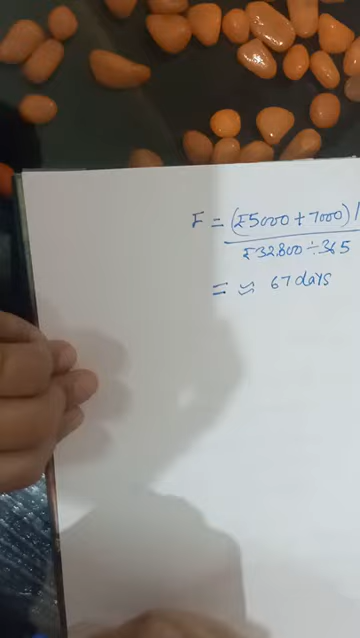 F = (₹5000 + 7000) /
₹32,800 ÷ 365
= ≈ 67 days